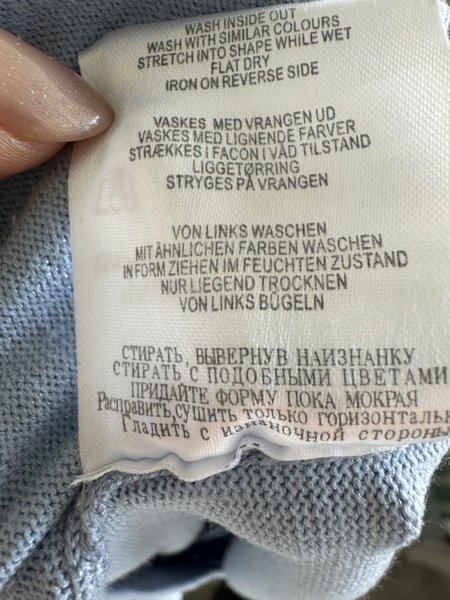 WASH INSIDE OUT
WASH WITH SIMILAR COLOURS
STRETCH INTO SHAPE WHILE WET
FLAT DRY
IRON ON REVERSE SIDE
VASKES MED VRANGEN UD
VASKES MED LIGNENDE FARVER
STRÆKKES I FACON I VÅD TILSTAND
LIGGETØRRING
STRYGES PÅ VRANGEN
VON LINKS WASCHEN
MIT ÄHNLICHEN FARBEN WASCHEN
IN FORM ZIEHEN IM FEUCHTEN ZUSTAND
NUR LIEGEND TROCKNEN
VON LINKS BÜGELN
СТИРАТЬ, ВЫВЕРНУВ НАИЗНАНКУ
СТИРАТЬ С ПОДОБНЫМИ ЦВЕТАМИ
ПРИДАЙТЕ ФОРМУ ПОКА МОКРАЯ
Расправить,сушить только горизонталь
Гладить с изнаночной стороны